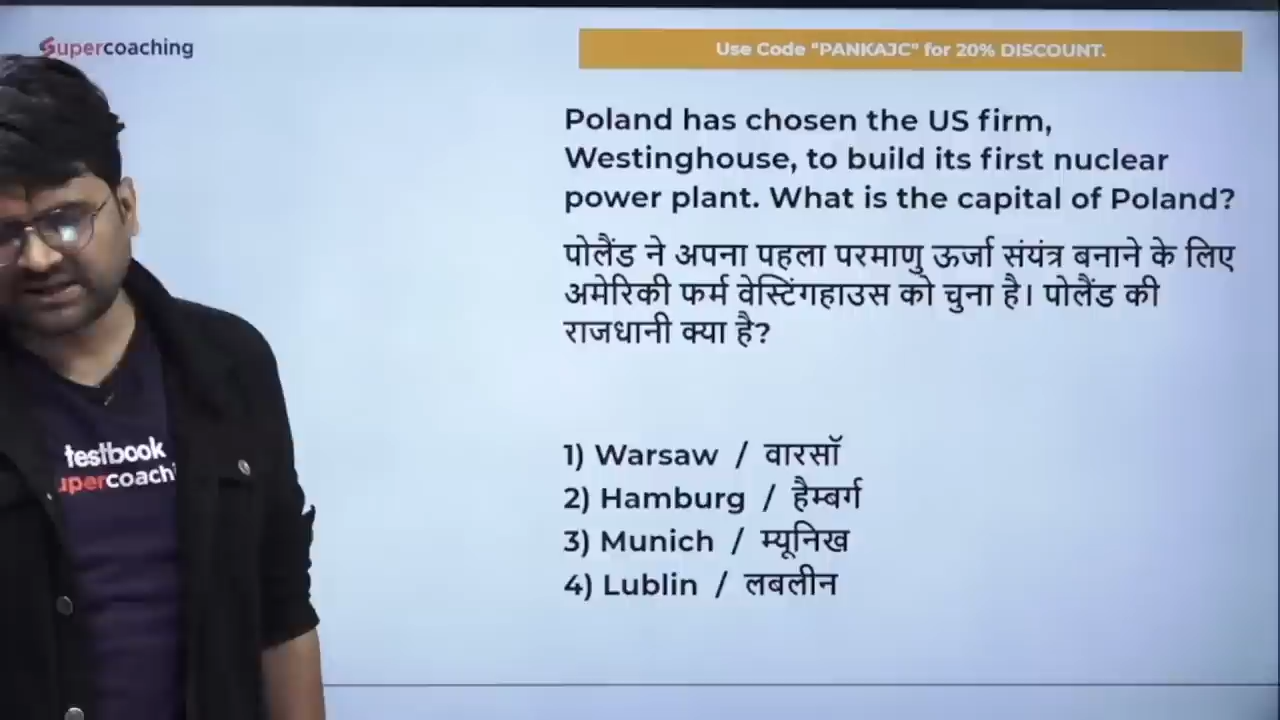 Supercoaching
Use Code "PANKAJC" for 20% DISCOUNT.
Poland has chosen the US firm,
Westinghouse, to build its first nuclear
power plant. What is the capital of Poland?
पोलैंड ने अपना पहला परमाणु ऊर्जा संयंत्र बनाने के लिए
अमेरिकी फर्म वेस्टिंगहाउस को चुना है। पोलैंड की
राजधानी क्या है?
1) Warsaw / वारसॉ
2) Hamburg / हैम्बर्ग
3) Munich / म्यूनिख
4) Lublin / लबलीन
testbook
upercoachi